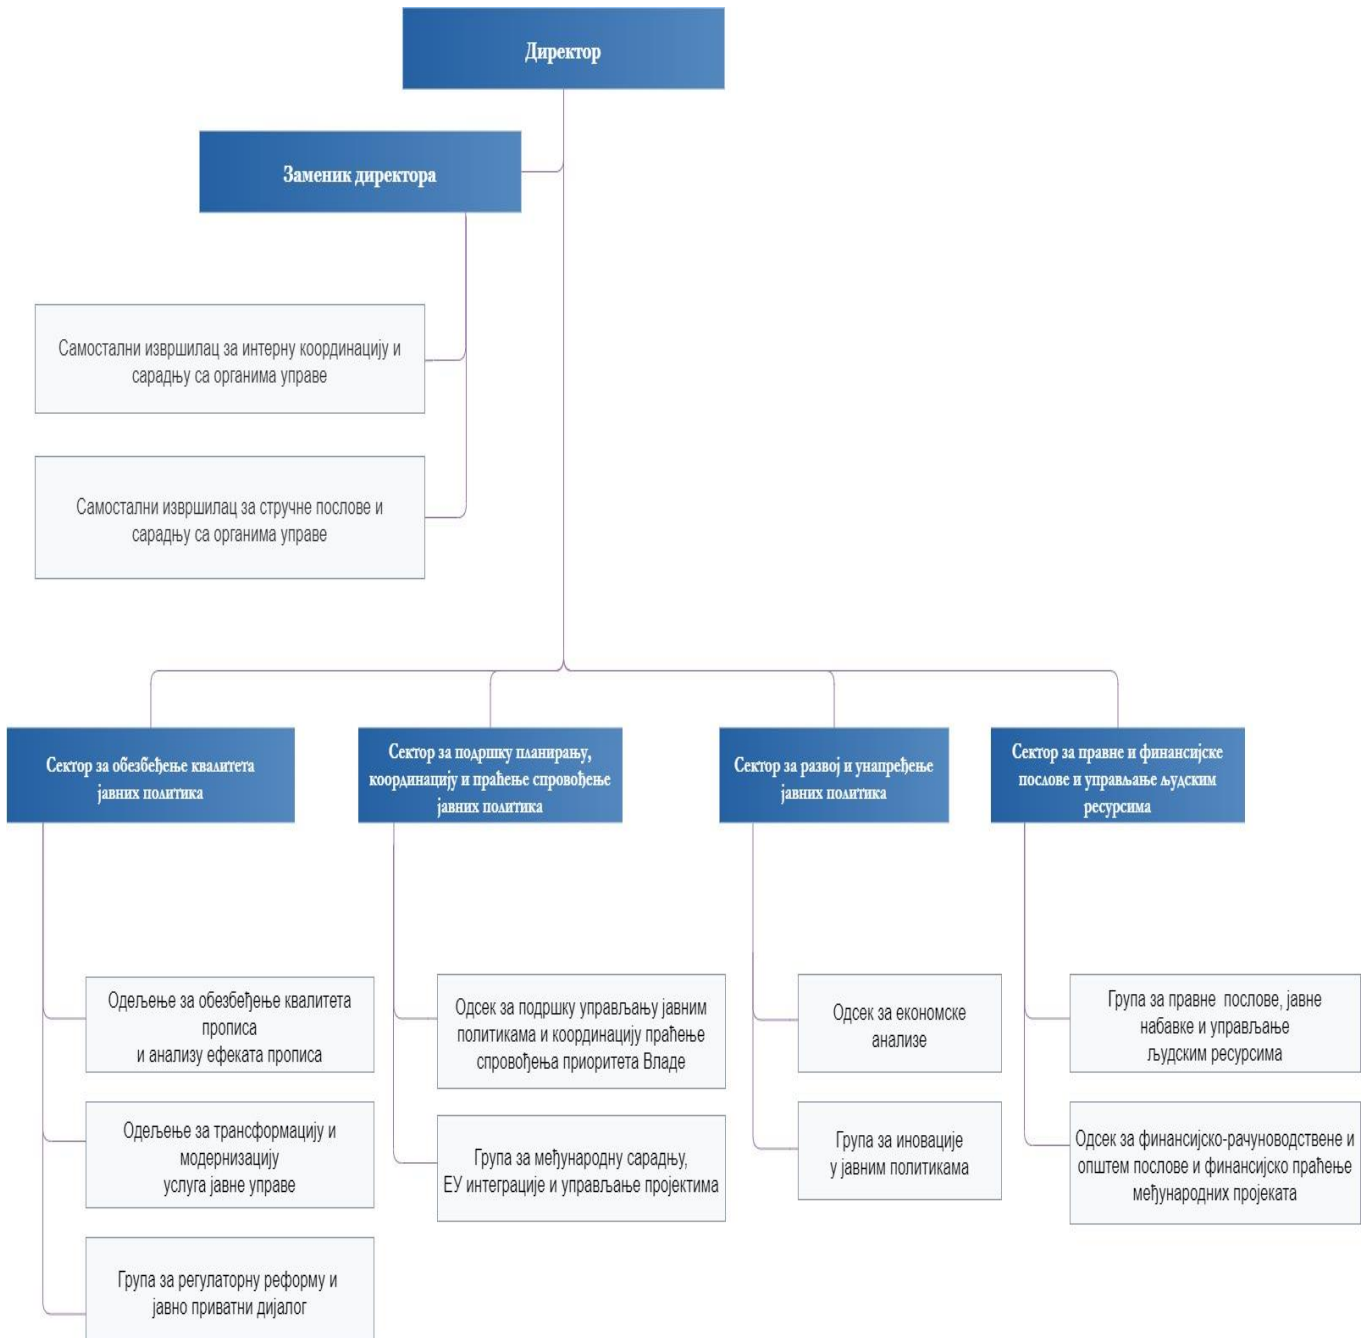 Директор
Заменик директора
Самостални извршилац за интерну координацију и
сарадњу са органима управе
Самостални извршилац за стручне послове и
сарадњу са органима управе
Сектор за обезбеђење квалитета
јавних политика
Одељење за обезбеђење квалитета
прописа
и анализу ефеката прописа
Одељење за трансформацију и
модернизацију
услуга јавне управе
Група за регулаторну реформу и
јавно приватни дијалог
Сектор за подршку планирању,
координацију и праћење спровођење
јавних политика
Одсек за подршку управљању јавним
политикама и координацију праћење
спровођења приоритета Владе
Група за међународну сарадњу,
ЕУ интеграције и управљање пројектима
Сектор за развој и унапређење
јавних политика
Одсек за економске
анализе
Група за иновације
у јавним политикама
Сектор за правне и финансијске
послове и управљање људским
ресурсима
Група за правне послове, јавне
набавке и управљање
људским ресурсима
Одсек за финансијско-рачуноводствене и
општем послове и финансијско праћење
међународних пројеката